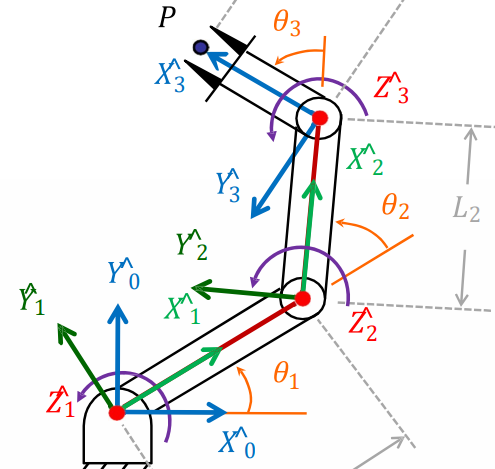 P
θ₃
X̂₃
Ẑ₃
X̂₂
Ŷ₃
θ₂
L₂
Ŷ₂
Ŷ₀
Ŷ₁
X̂₁
Ẑ₂
θ₁
Ẑ₁
X̂₀